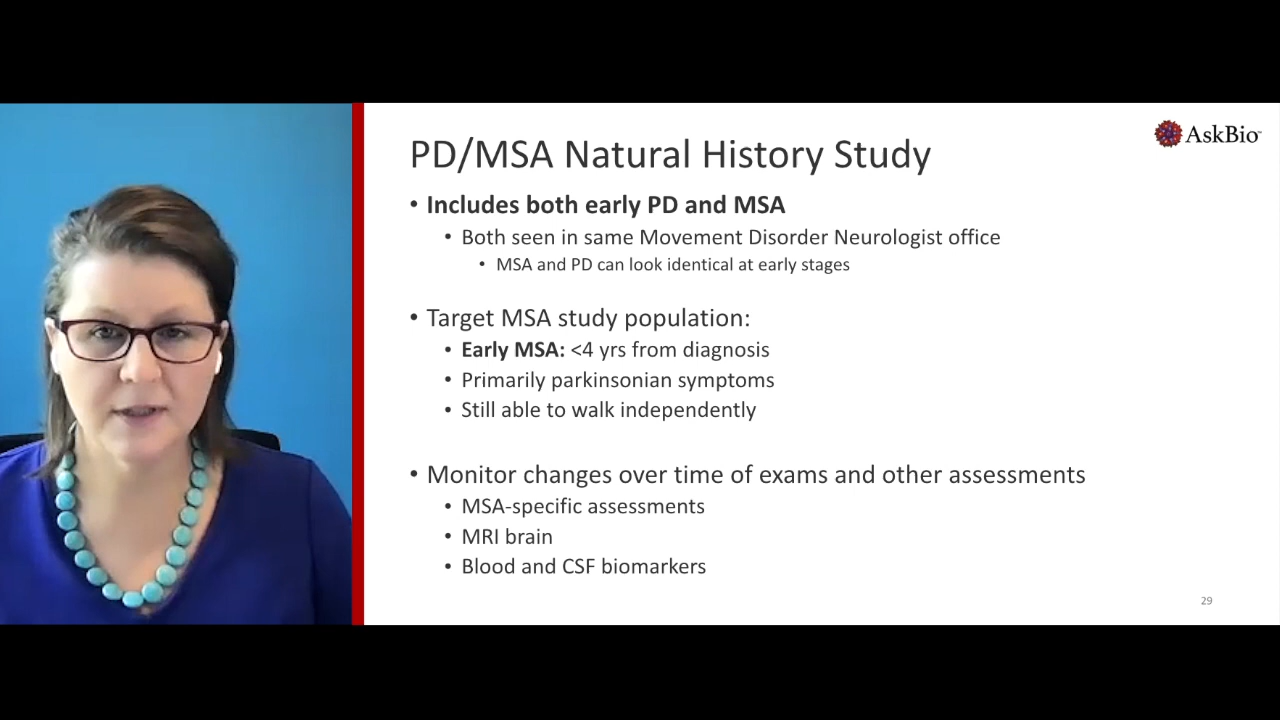 AskBio
PD/MSA Natural History Study
• Includes both early PD and MSA
• Both seen in same Movement Disorder Neurologist office
• MSA and PD can look identical at early stages
• Target MSA study population:
• Early MSA: <4 yrs from diagnosis
• Primarily parkinsonian symptoms
• Still able to walk independently
• Monitor changes over time of exams and other assessments
• MSA-specific assessments
• MRI brain
• Blood and CSF biomarkers
29